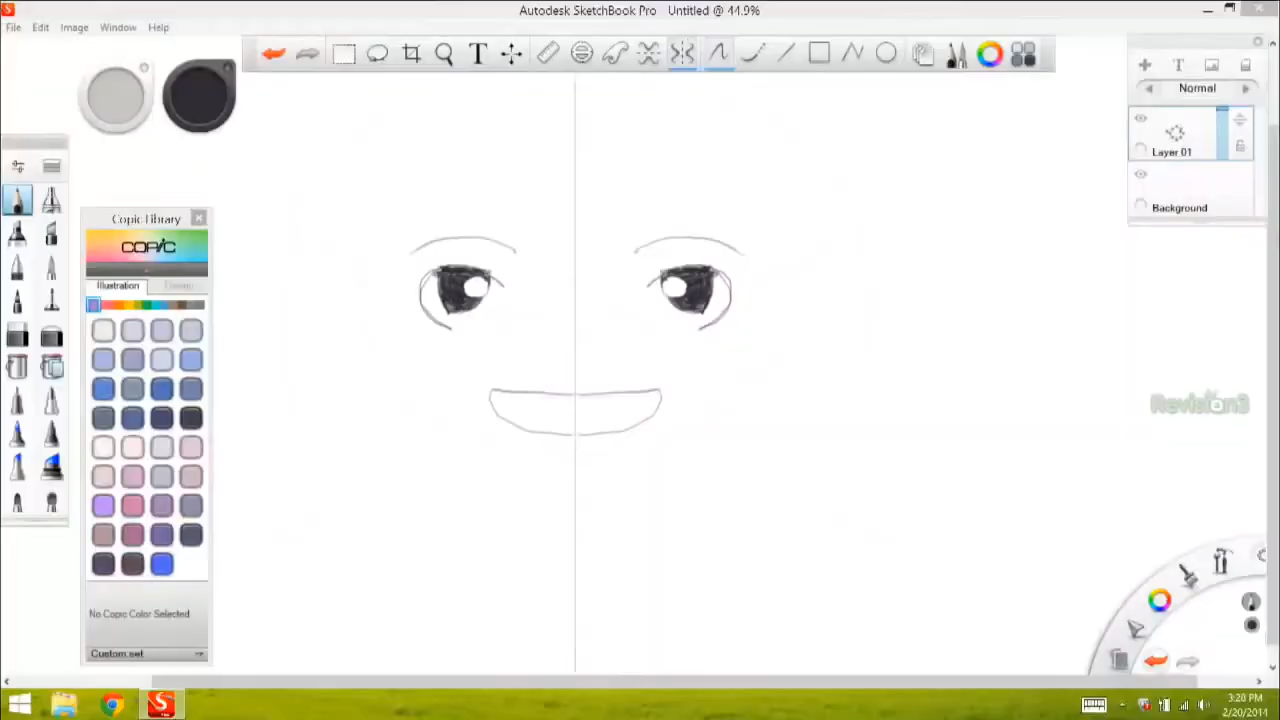 Autodesk SketchBook Pro Untitled @ 44.9%
File Edit Image Window Help
T
T
Normal
Layer 01
Background
Copic Library
COPIC
Illustration
No Copic Color Selected
Custom set
Revision3
3:28 PM
2/20/2014